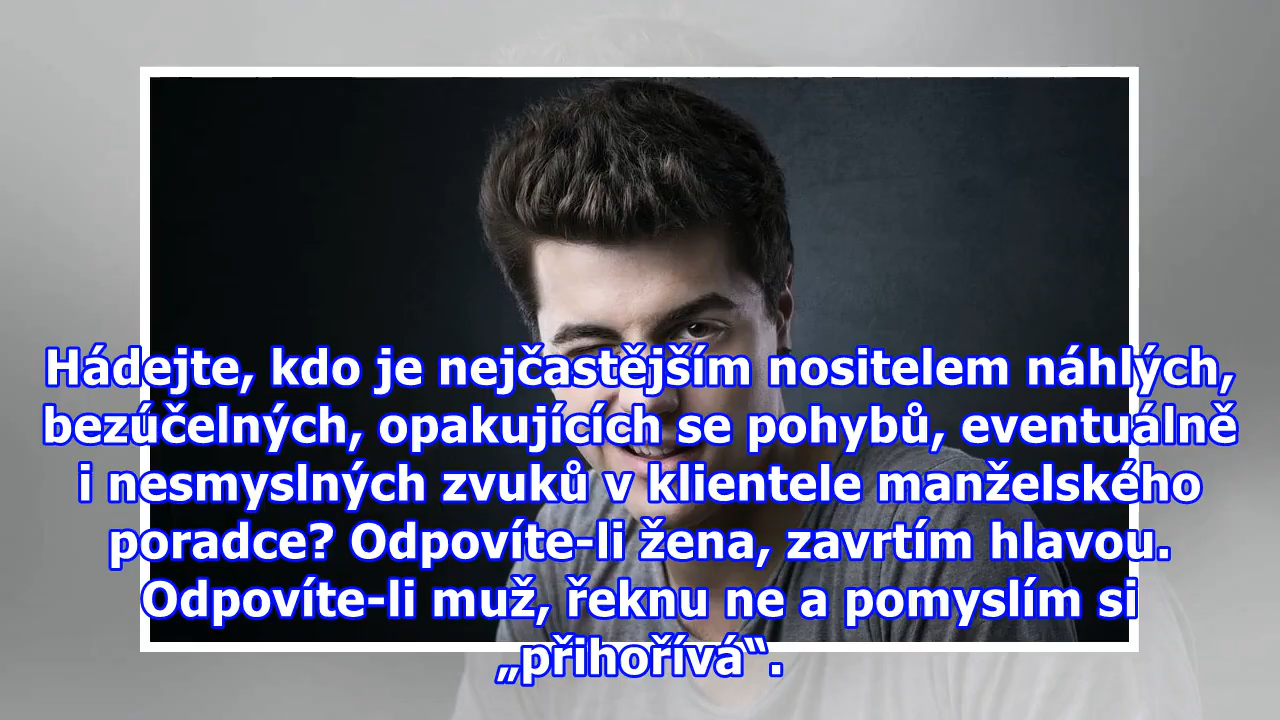 Hádejte, kdo je nejčastějším nositelem náhlých,
bezúčelných, opakujících se pohybů, eventuálně
i nesmyslných zvuků v klientele manželského
poradce? Odpovíte-li žena, zavrtím hlavou.
Odpovíte-li muž, řeknu ne a pomyslím si
„přihořívá“.